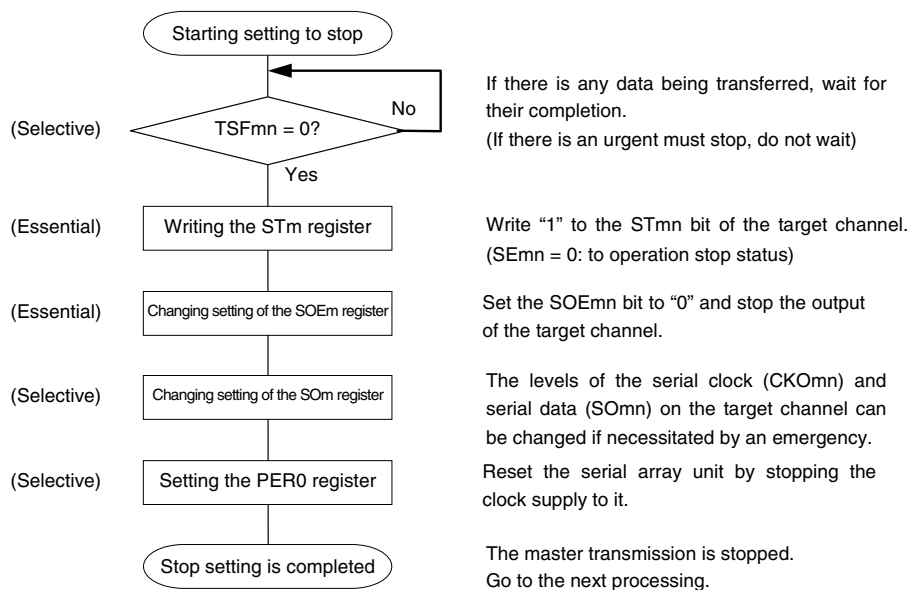 Starting setting to stop
If there is any data being transferred, wait for
their completion.
(If there is an urgent must stop, do not wait)
No
(Selective)
TSFmn = 0?
Yes
(Essential)
Writing the STm register
Write “1” to the STmn bit of the target channel.
(SEmn = 0: to operation stop status)
(Essential)
Changing setting of the SOEm register
Set the SOEmn bit to “0” and stop the output
of the target channel.
(Selective)
Changing setting of the SOm register
The levels of the serial clock (CKOmn) and
serial data (SOmn) on the target channel can
be changed if necessitated by an emergency.
(Selective)
Setting the PER0 register
Reset the serial array unit by stopping the
clock supply to it.
Stop setting is completed
The master transmission is stopped.
Go to the next processing.